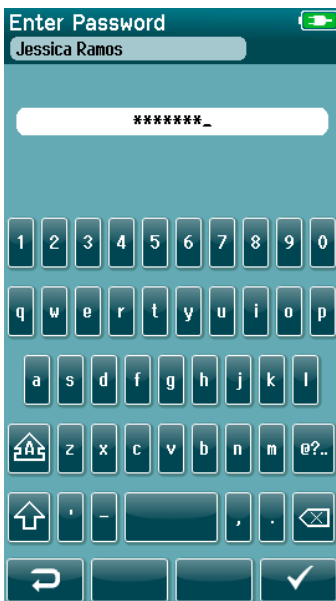 Enter Password
Jessica Ramos
*******_
1 2 3 4 5 6 7 8 9 0
q w e r t y u i o p
a s d f g h j k l
A z x c v b n m @?..
' - , .